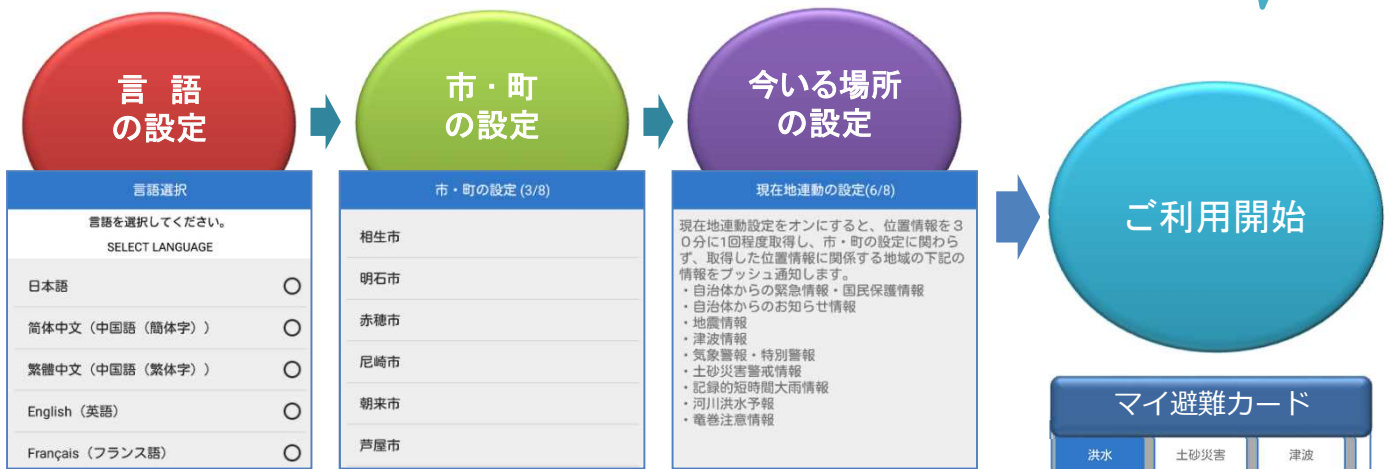 言 語
の設定
言語選択
言語を選択してください。
SELECT LANGUAGE
日本語
简体中文（中国語（簡体字））
繁體中文（中国語（繁体字））
English（英語）
Français（フランス語）
市・町
の設定
市・町の設定 (3/8)
相生市
明石市
赤穂市
尼崎市
朝来市
芦屋市
今いる場所
の設定
現在地連動の設定(6/8)
現在地連動設定をオンにすると、位置情報を３
０分に1回程度取得し、市・町の設定に関わら
ず、取得した位置情報に関係する地域の下記の
情報をプッシュ通知します。
・自治体からの緊急情報・国民保護情報
・自治体からのお知らせ情報
・地震情報
・津波情報
・気象警報・特別警報
・土砂災害警戒情報
・記録的短時間大雨情報
・河川洪水予報
・竜巻注意情報
ご利用開始
マイ避難カード
洪水
土砂災害
津波